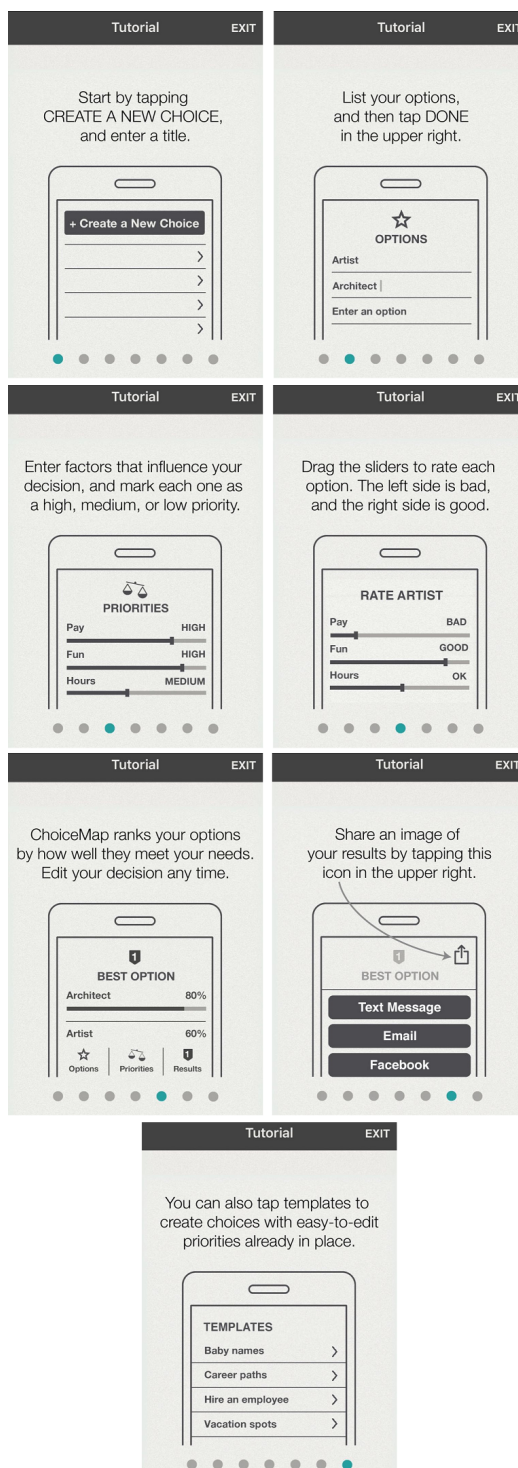 Tutorial EXIT
Start by tapping
CREATE A NEW CHOICE,
and enter a title.
+ Create a New Choice
Tutorial EXIT
List your options,
and then tap DONE
in the upper right.
OPTIONS
Artist
Architect
Enter an option
Tutorial EXIT
Enter factors that influence your
decision, and mark each one as
a high, medium, or low priority.
PRIORITIES
Pay HIGH
Fun HIGH
Hours MEDIUM
Tutorial EXIT
Drag the sliders to rate each
option. The left side is bad,
and the right side is good.
RATE ARTIST
Pay BAD
Fun GOOD
Hours OK
Tutorial EXIT
ChoiceMap ranks your options
by how well they meet your needs.
Edit your decision any time.
1
BEST OPTION
Architect 80%
Artist 60%
1
Options Priorities Results
Tutorial EXIT
Share an image of
your results by tapping this
icon in the upper right.
1
BEST OPTION
Text Message
Email
Facebook
Tutorial EXIT
You can also tap templates to
create choices with easy-to-edit
priorities already in place.
TEMPLATES
Baby names
Career paths
Hire an employee
Vacation spots